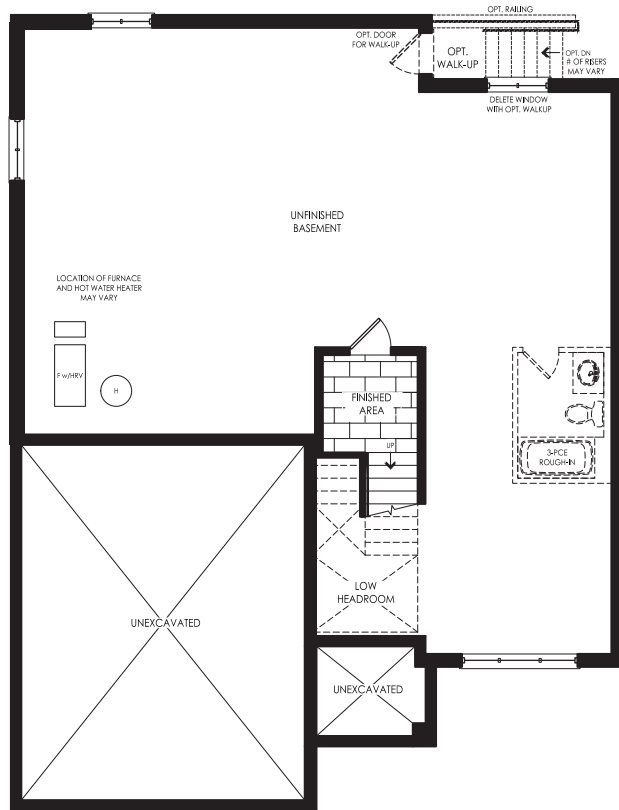 OPT. RAILING
OPT. DOOR
FOR WALK-UP
OPT.
WALK-UP
OPT. DN
# OF RISERS
MAY VARY
DELETE WINDOW
WITH OPT. WALKUP
UNFINISHED
BASEMENT
LOCATION OF FURNACE
AND HOT WATER HEATER
MAY VARY
F w/HRV
H
FINISHED
AREA
UP
3-PCE
ROUGH-IN
LOW
HEADROOM
UNEXCAVATED
UNEXCAVATED